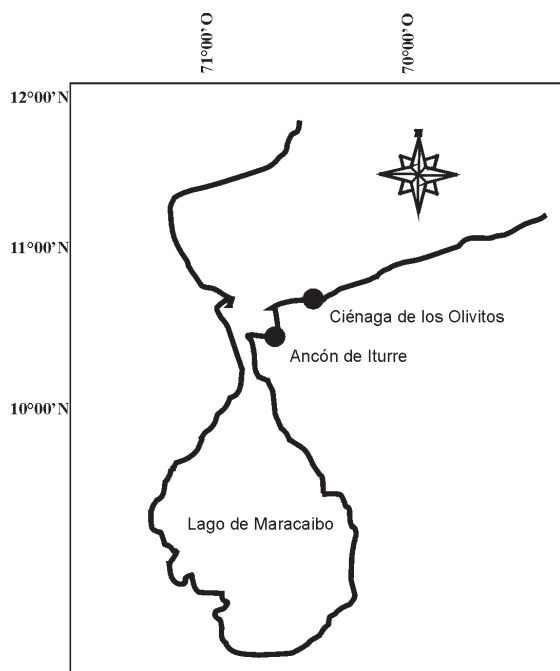 71°00'O
70°00'O
12°00'N
11°00'N
Ciénaga de los Olivitos
Ancón de Iturre
10°00'N
Lago de Maracaibo